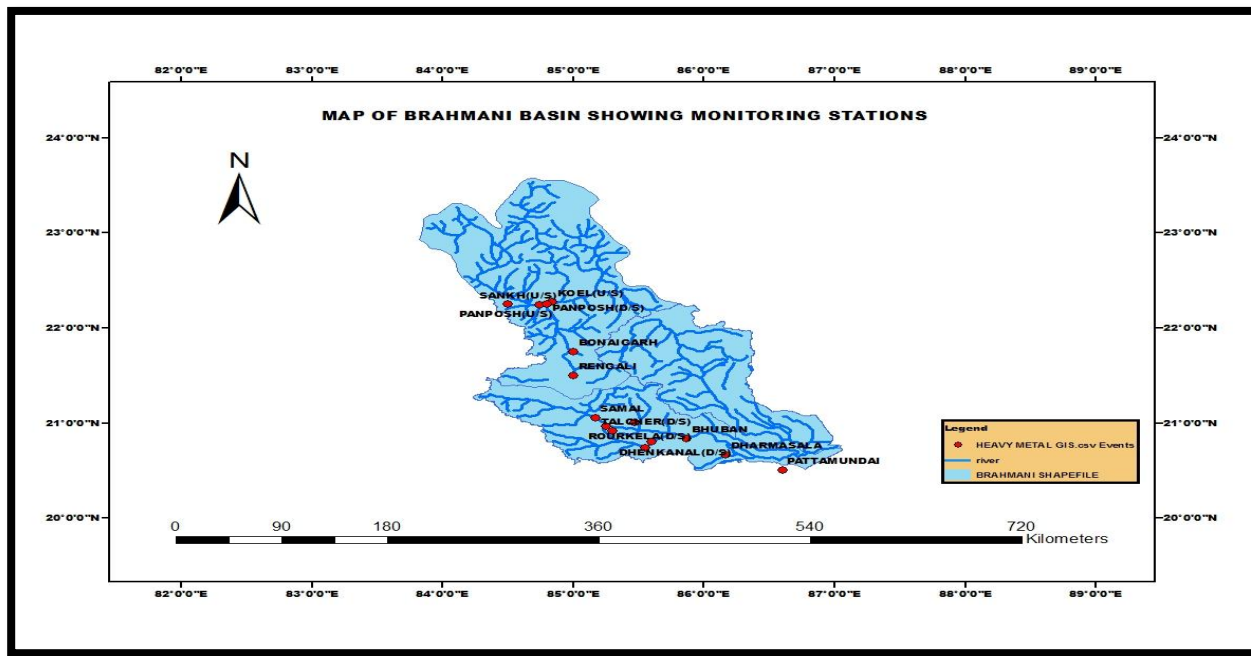 82°0'0"E 83°0'0"E 84°0'0"E 85°0'0"E 86°0'0"E 87°0'0"E 88°0'0"E 89°0'0"E
MAP OF BRAHMANI BASIN SHOWING MONITORING STATIONS
24°0'0"N 24°0'0"N
N
23°0'0"N 23°0'0"N
SANKH(U/S) KOEL(U/S)
PANPOSH(U/S) PANPOSH(D/S)
22°0'0"N 22°0'0"N
BONAIGARH
RENGALI
SAMAL
21°0'0"N 21°0'0"N
TALCHER(D/S)
ROURKELA(D/S) BHUBAN
DHENKANAL(D/S) DHARMASALA
PATTAMUNDAI
Legend
HEAVY METAL GIS.csv Events
river
BRAHMANI SHAPEFILE
20°0'0"N 20°0'0"N
0 90 180 360 540 720
Kilometers
82°0'0"E 83°0'0"E 84°0'0"E 85°0'0"E 86°0'0"E 87°0'0"E 88°0'0"E 89°0'0"E